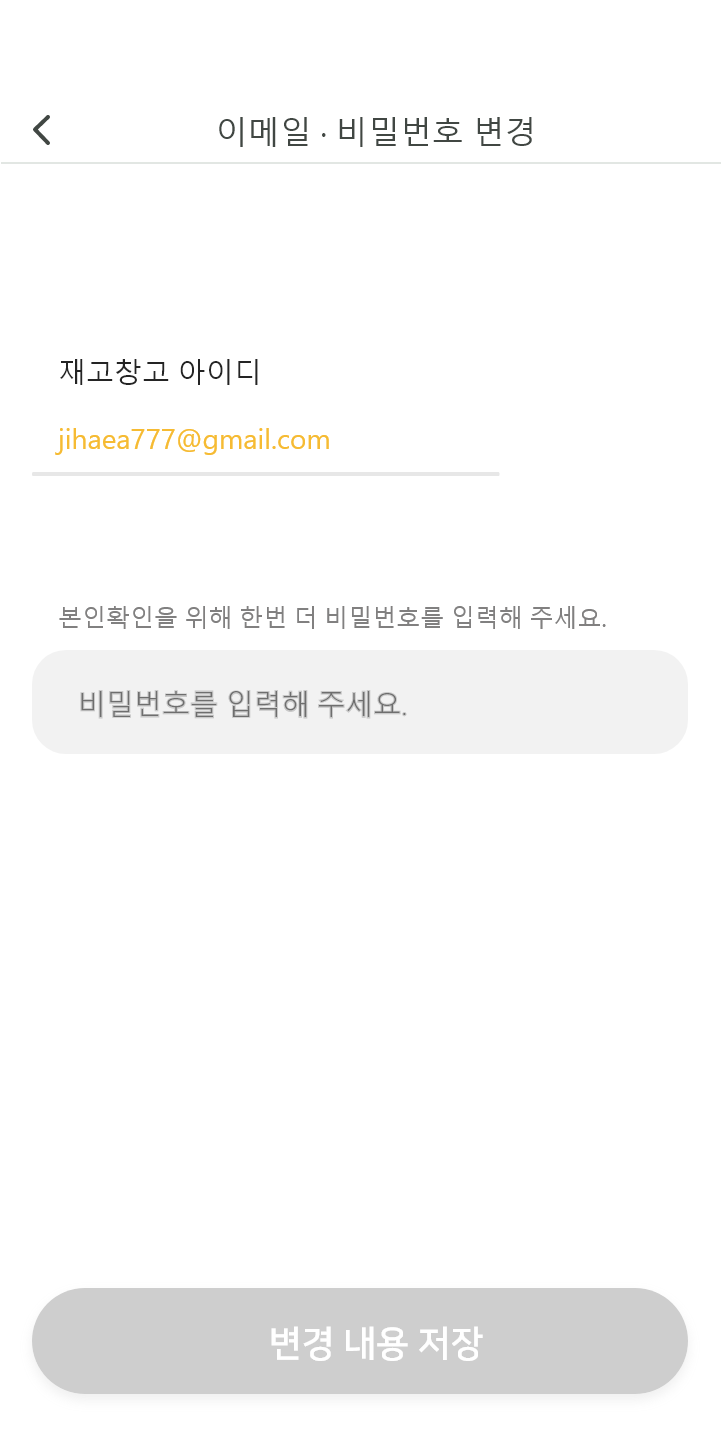 이메일 · 비밀번호 변경
재고창고 아이디
jihaea777@gmail.com
본인확인을 위해 한번 더 비밀번호를 입력해 주세요.
비밀번호를 입력해 주세요.
변경 내용 저장